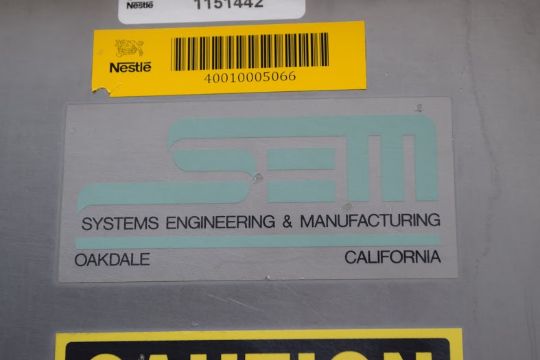 Nestlé 1151442
Nestlé
40010005066
SEM
SYSTEMS ENGINEERING & MANUFACTURING
OAKDALE CALIFORNIA
CAUTION